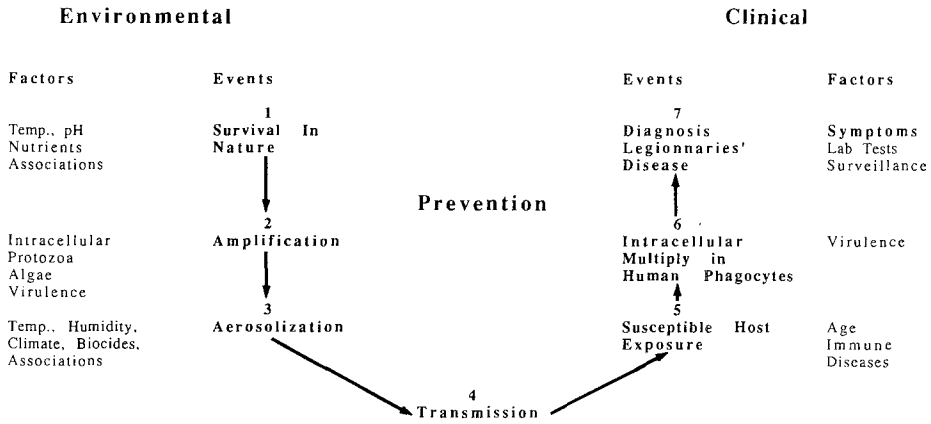 Environmental
Clinical
Factors
Events
Events
Factors
1
Survival In
Nature
Temp., pH
Nutrients
Associations
7
Diagnosis
Legionnaries'
Disease
Symptoms
Lab Tests
Surveillance
Prevention
2
Amplification
Intracellular
Protozoa
Algae
Virulence
6
Intracellular
Multiply in
Human Phagocytes
Virulence
3
Aerosolization
Temp., Humidity,
Climate, Biocides,
Associations
5
Susceptible Host
Exposure
Age
Immune
Diseases
4
Transmission